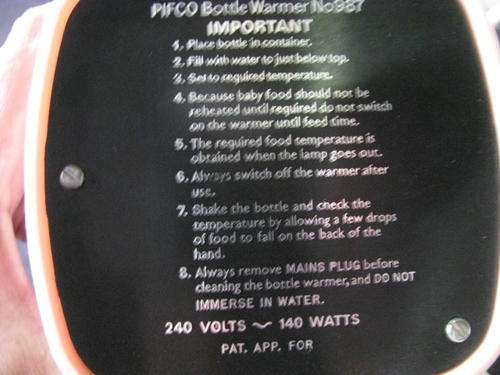 PIFCO Bottle Warmer No987
IMPORTANT
1. Place bottle in container.
2. Fill with water to just below top.
3. Set to required temperature.
4. Because baby food should not be
reheated until required do not switch
on the warmer until feed time.
5. The required food temperature is
obtained when the lamp goes out.
6. Always switch off the warmer after
use.
7. Shake the bottle and check the
temperature by allowing a few drops
of food to fall on the back of the
hand.
8. Always remove MAINS PLUG before
cleaning the bottle warmer, and DO NOT
IMMERSE IN WATER.
240 VOLTS ~ 140 WATTS
PAT. APP. FOR